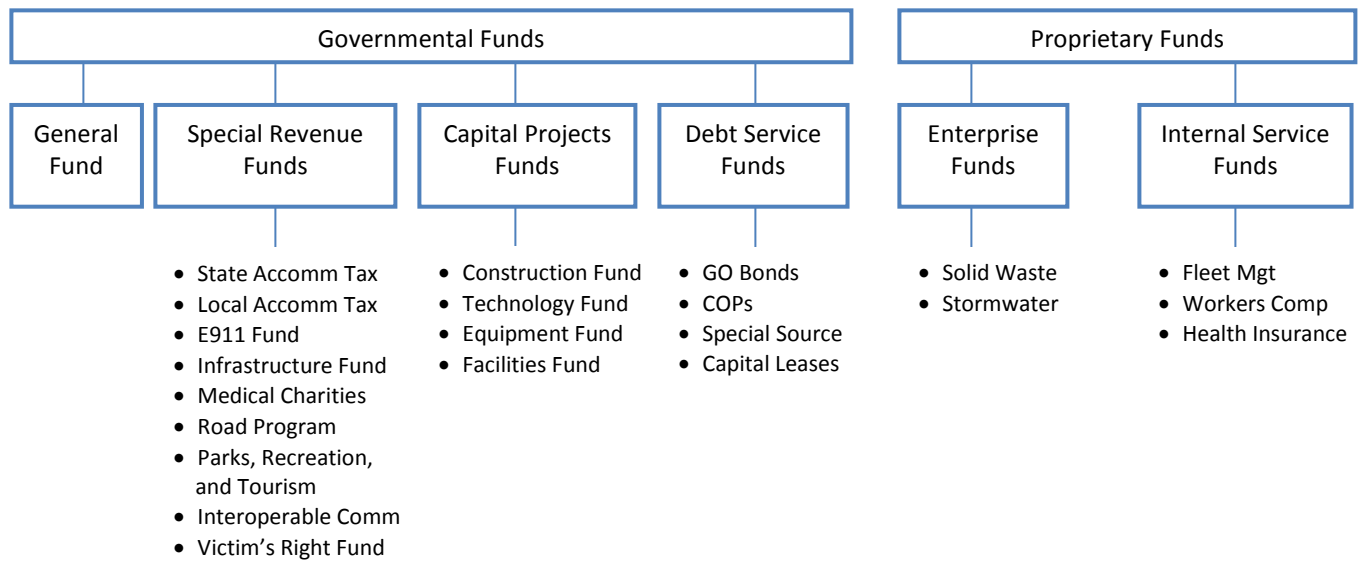 Governmental Funds
Proprietary Funds
General
Fund
Special Revenue
Funds
Capital Projects
Funds
Debt Service
Funds
Enterprise
Funds
Internal Service
Funds
• State Accomm Tax
• Local Accomm Tax
• E911 Fund
• Infrastructure Fund
• Medical Charities
• Road Program
• Parks, Recreation,
and Tourism
• Interoperable Comm
• Victim’s Right Fund
• Construction Fund
• Technology Fund
• Equipment Fund
• Facilities Fund
• GO Bonds
• COPs
• Special Source
• Capital Leases
• Solid Waste
• Stormwater
• Fleet Mgt
• Workers Comp
• Health Insurance